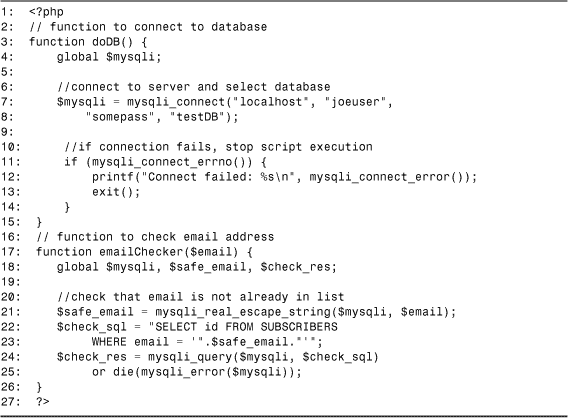 1: <?php
2: // function to connect to database
3: function doDB() {
4:     global $mysqli;
5:
6:     //connect to server and select database
7:     $mysqli = mysqli_connect("localhost", "joeuser",
8:         "somepass", "testDB");
9:
10:     //if connection fails, stop script execution
11:     if (mysqli_connect_errno()) {
12:         printf("Connect failed: %s\n", mysqli_connect_error());
13:         exit();
14:     }
15: }
16: // function to check email address
17: function emailChecker($email) {
18:     global $mysqli, $safe_email, $check_res;
19:
20:     //check that email is not already in list
21:     $safe_email = mysqli_real_escape_string($mysqli, $email);
22:     $check_sql = "SELECT id FROM SUBSCRIBERS
23:         WHERE email = '".$safe_email."'";
24:     $check_res = mysqli_query($mysqli, $check_sql)
25:         or die(mysqli_error($mysqli));
26: }
27: ?>